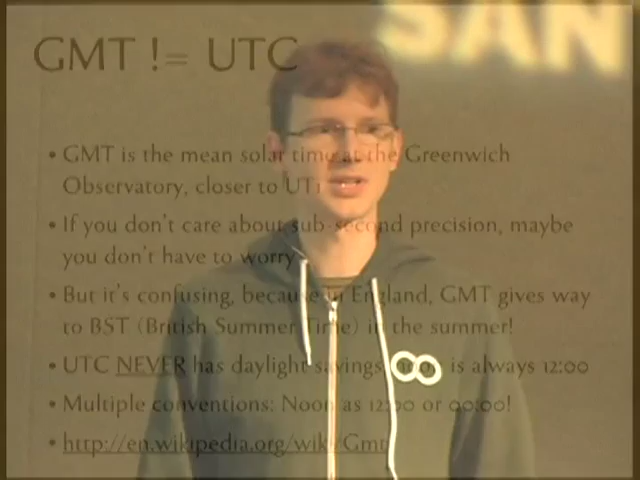 SAN
GMT != UTC
• GMT is the mean solar time at the Greenwich
Observatory, closer to UT1
• If you don't care about sub-second precision, maybe
you don't have to worry
• But it's confusing, because in England, GMT gives way
to BST (British Summer Time) in the summer!
• UTC NEVER has daylight savings, noon is always 12:00
• Multiple conventions: Noon as 12:00 or 00:00!
• http://en.wikipedia.org/wiki/Gmt